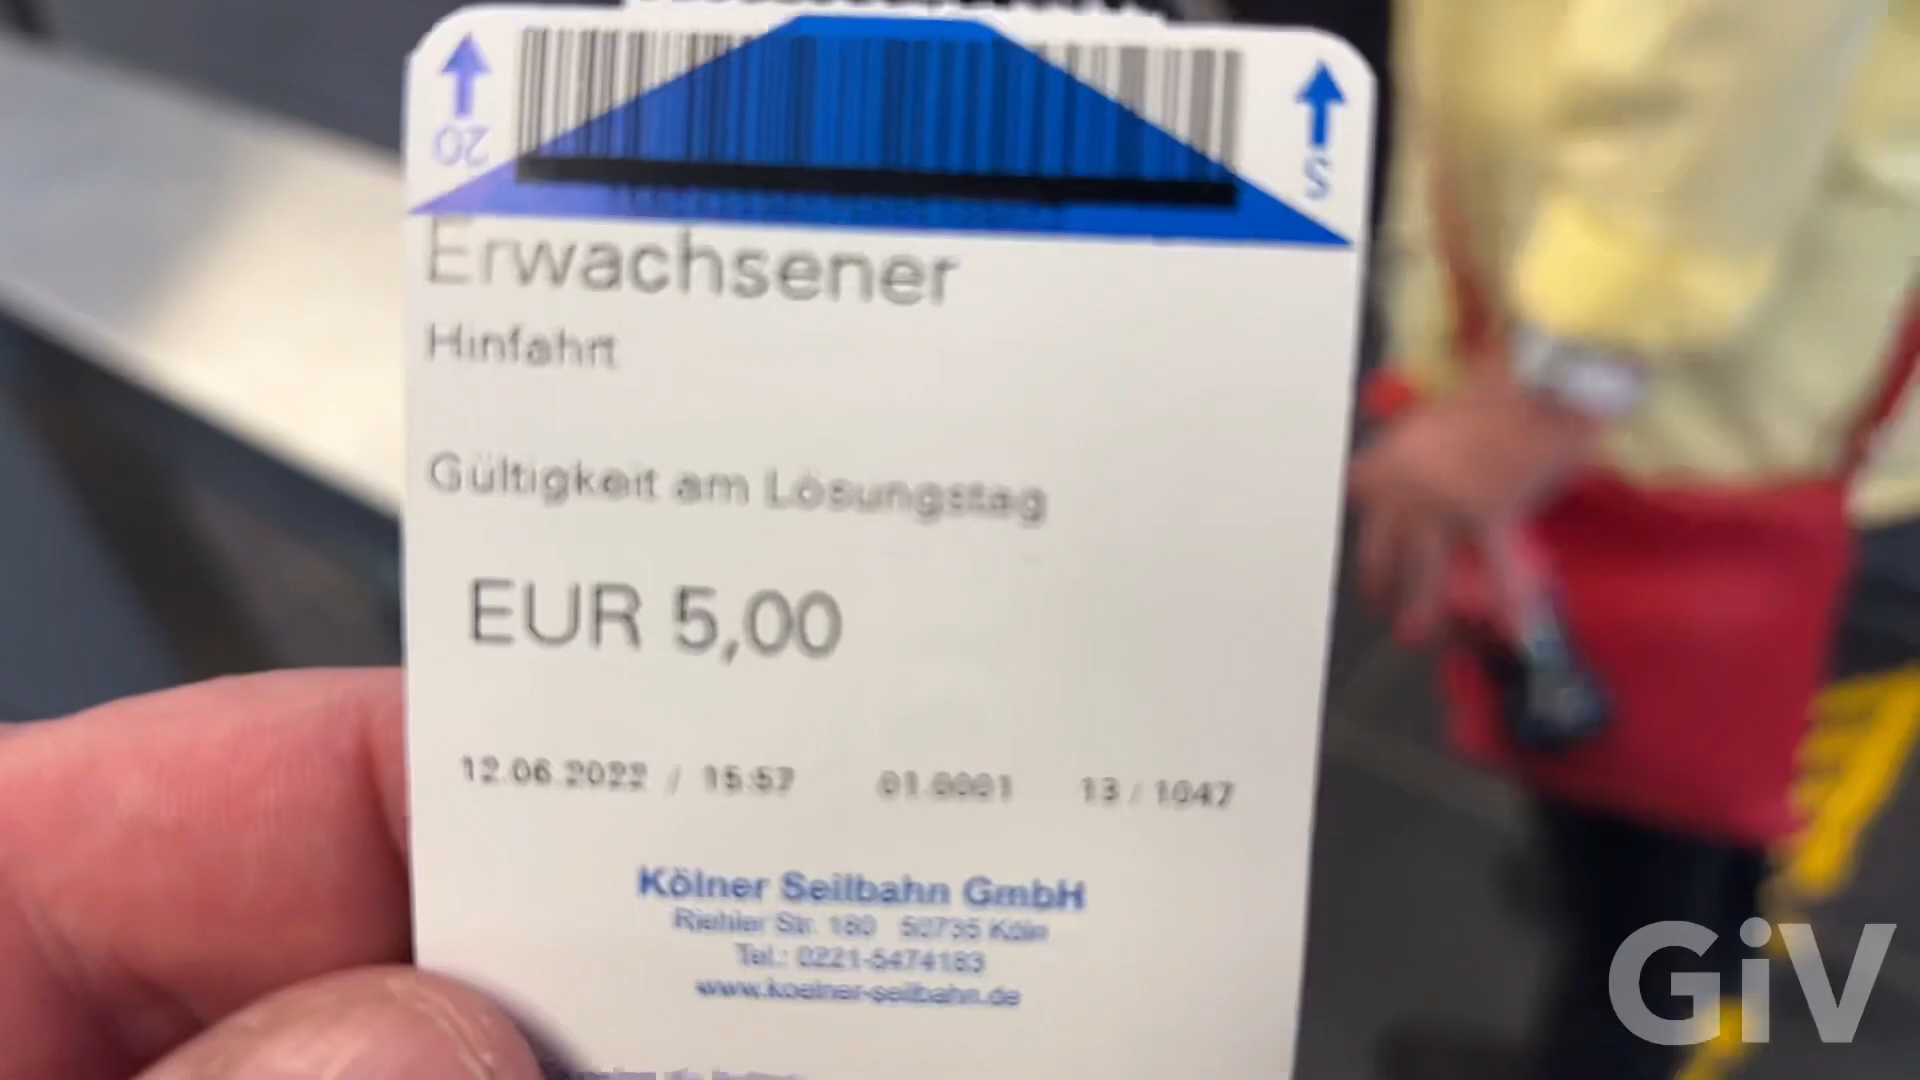 20
S
Erwachsener
Hinfahrt
Gültigkeit am Lösungstag
EUR 5,00
12.06.2022 / 15:57 01.0001 13 / 1047
Kölner Seilbahn GmbH
Riehler Str. 180 50735 Köln
Tel.: 0221-5474183
www.koelner-seilbahn.de
GiV